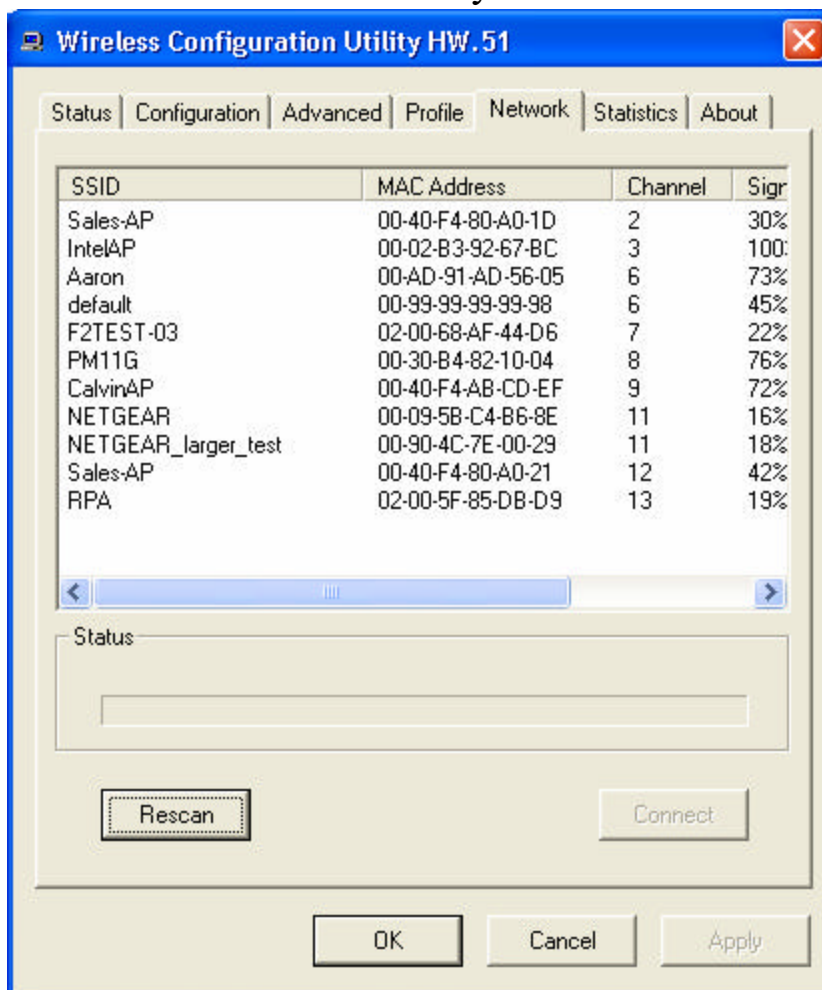 Wireless Configuration Utility HW.51
Status Configuration Advanced Profile Network Statistics About
SSID MAC Address Channel Sigr
Sales-AP 00-40-F4-80-A0-1D 2 30%
IntelAP 00-02-B3-92-67-BC 3 100%
Aaron 00-AD-91-AD-56-05 6 73%
default 00-99-99-99-99-98 6 45%
F2TEST-03 02-00-68-AF-44-D6 7 22%
PM11G 00-30-B4-82-10-04 8 76%
CalvinAP 00-40-F4-AB-CD-EF 9 72%
NETGEAR 00-09-5B-C4-B6-8E 11 16%
NETGEAR_larger_test 00-90-4C-7E-00-29 11 18%
Sales-AP 00-40-F4-80-A0-21 12 42%
RPA 02-00-5F-85-DB-D9 13 19%
Status
Rescan Connect
OK Cancel Apply